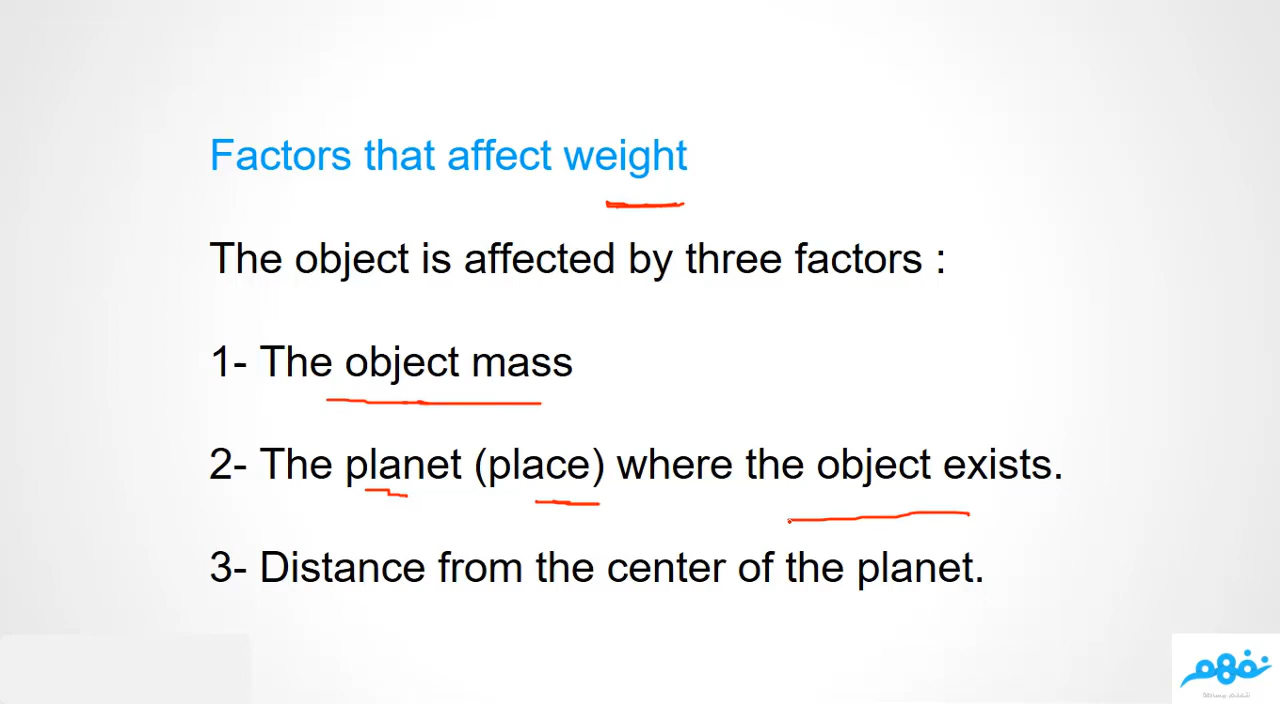 Factors that affect weight
The object is affected by three factors :
1- The object mass
2- The planet (place) where the object exists.
3- Distance from the center of the planet.
نفهم